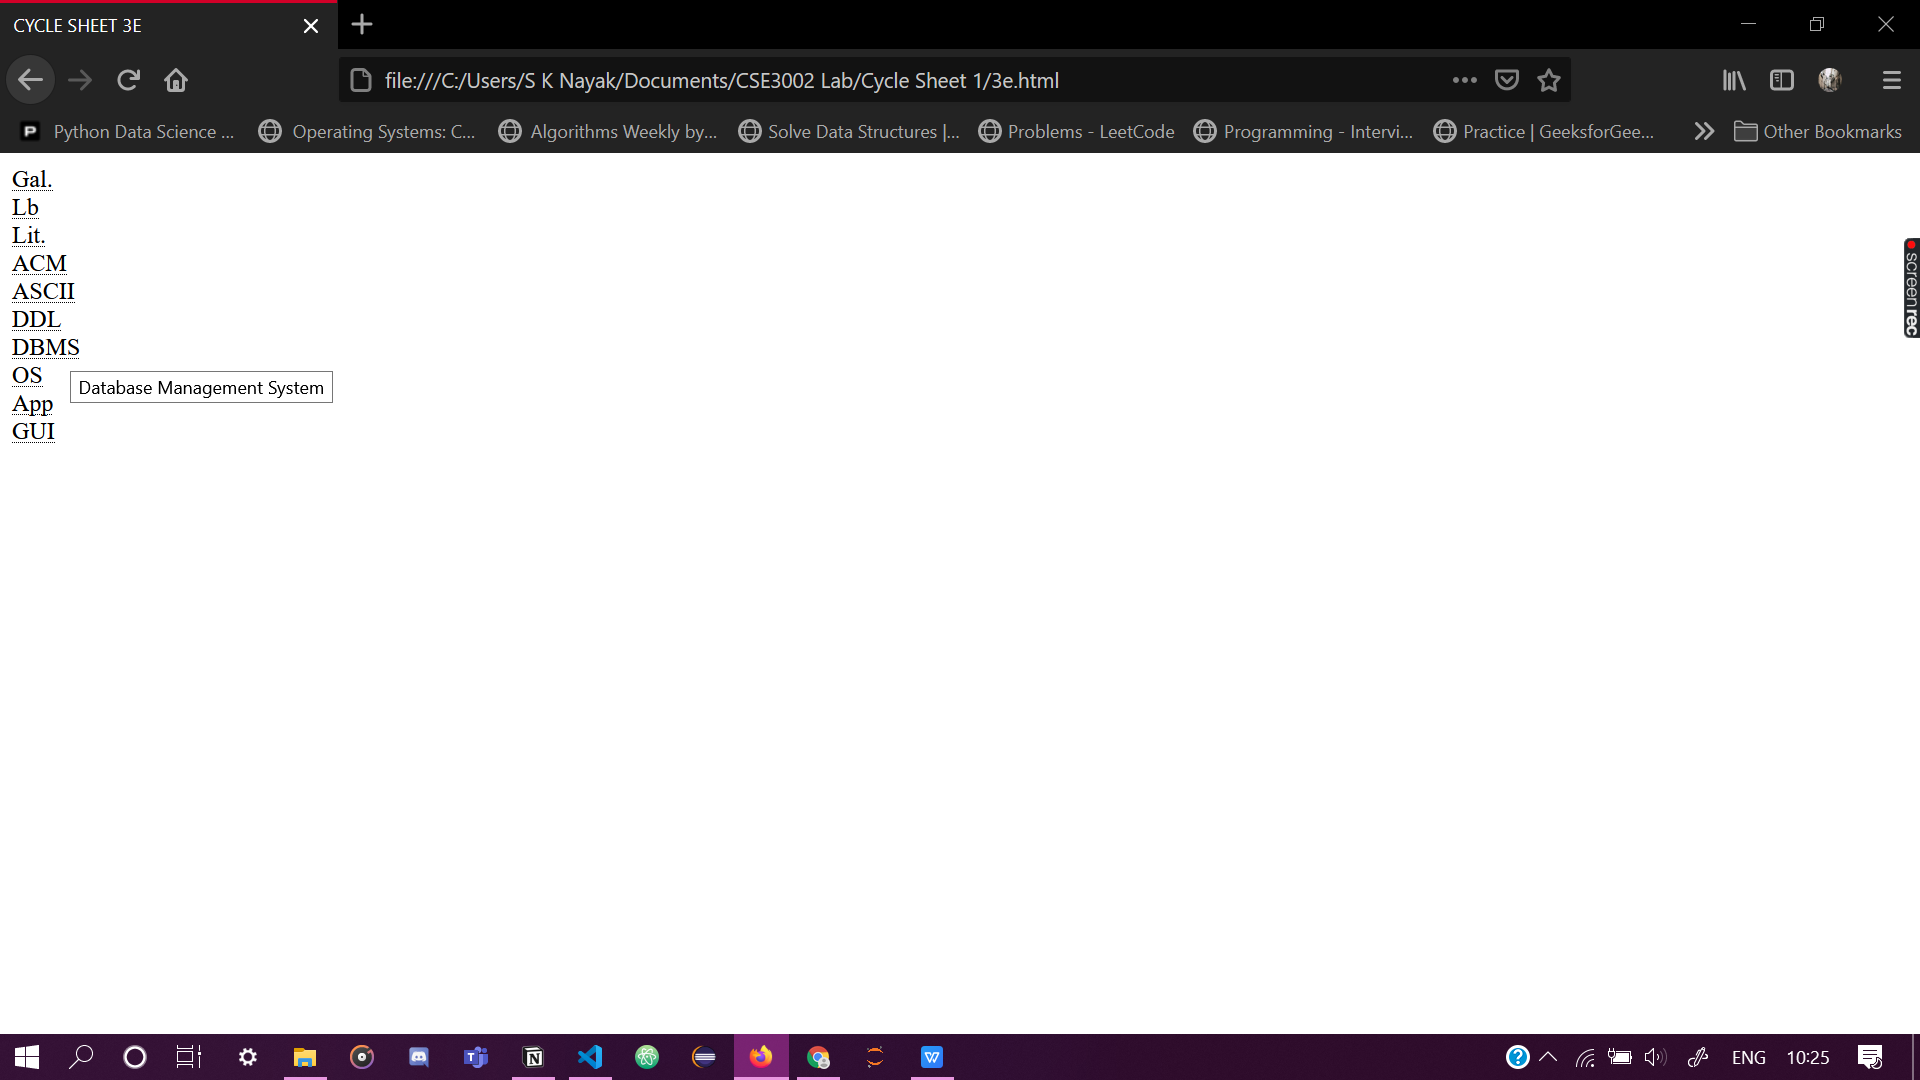 CYCLE SHEET 3E
file:///C:/Users/S K Nayak/Documents/CSE3002 Lab/Cycle Sheet 1/3e.html
Python Data Science ... Operating Systems: C... Algorithms Weekly by... Solve Data Structures |... Problems - LeetCode Programming - Intervi... Practice | GeeksforGee... Other Bookmarks
Gal.
Lb
Lit.
ACM
ASCII
DDL
DBMS
OS
Database Management System
App
GUI
screenrec
ENG 10:25